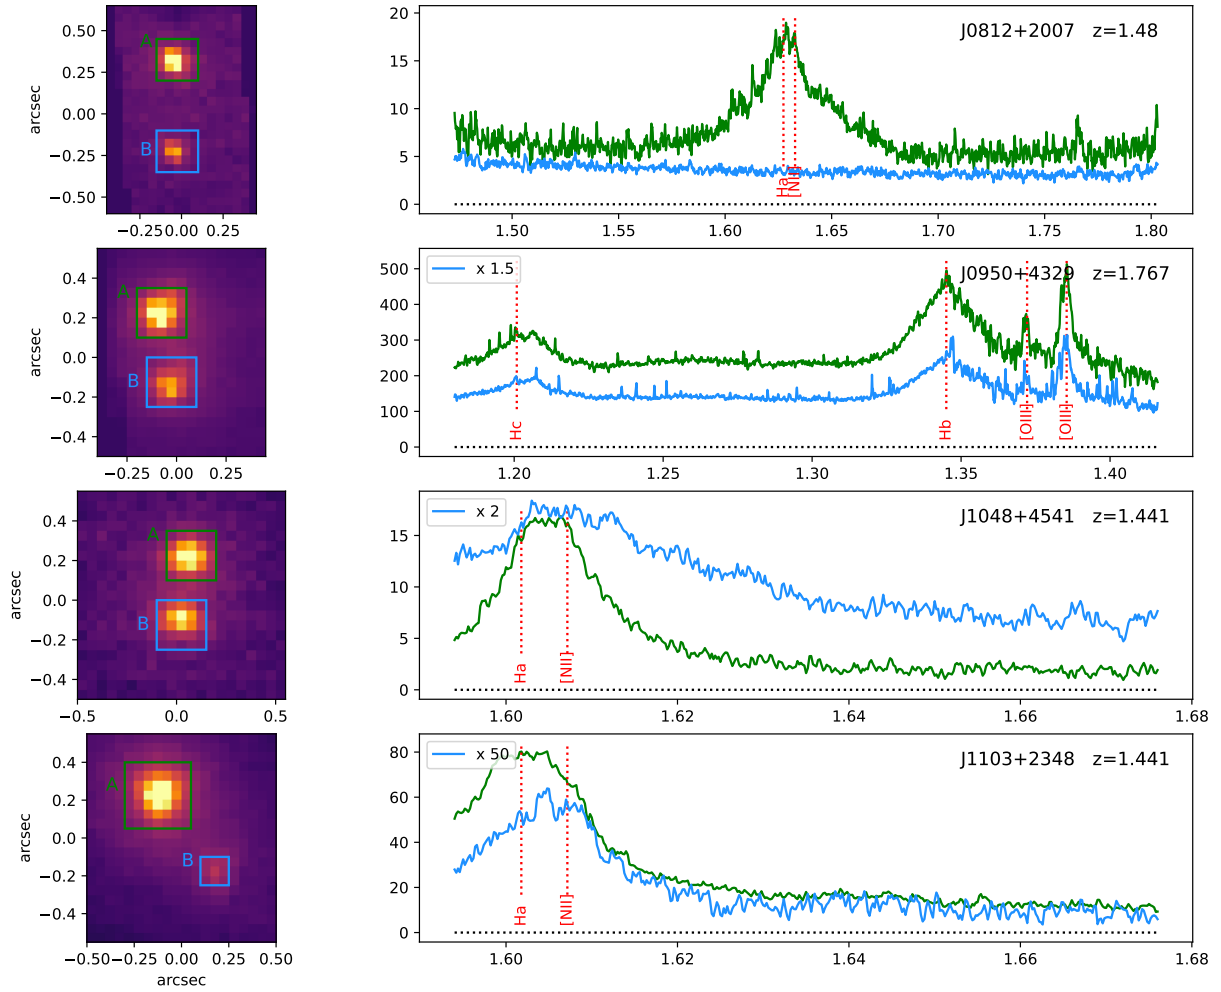 0.50
0.25
0.00
−0.25
−0.50
arcsec
A
B
−0.25
0.00
0.25
20
15
10
5
0
J0812+2007 z=1.48
Ha
[NII]
1.50
1.55
1.60
1.65
1.70
1.75
1.80
0.4
0.2
0.0
−0.2
−0.4
arcsec
A
B
−0.25
0.00
0.25
500
400
300
200
100
0
x 1.5
J0950+4329 z=1.767
Hc
Hb
[OIII]
[OIII]
1.20
1.25
1.30
1.35
1.40
0.4
0.2
0.0
−0.2
−0.4
arcsec
A
B
−0.5
0.0
0.5
15
10
5
0
x 2
J1048+4541 z=1.441
Ha
[NII]
1.60
1.62
1.64
1.66
1.68
0.4
0.2
0.0
−0.2
−0.4
arcsec
A
B
−0.50
−0.25
0.00
0.25
0.50
arcsec
80
60
40
20
0
x 50
J1103+2348 z=1.441
Ha
[NII]
1.60
1.62
1.64
1.66
1.68